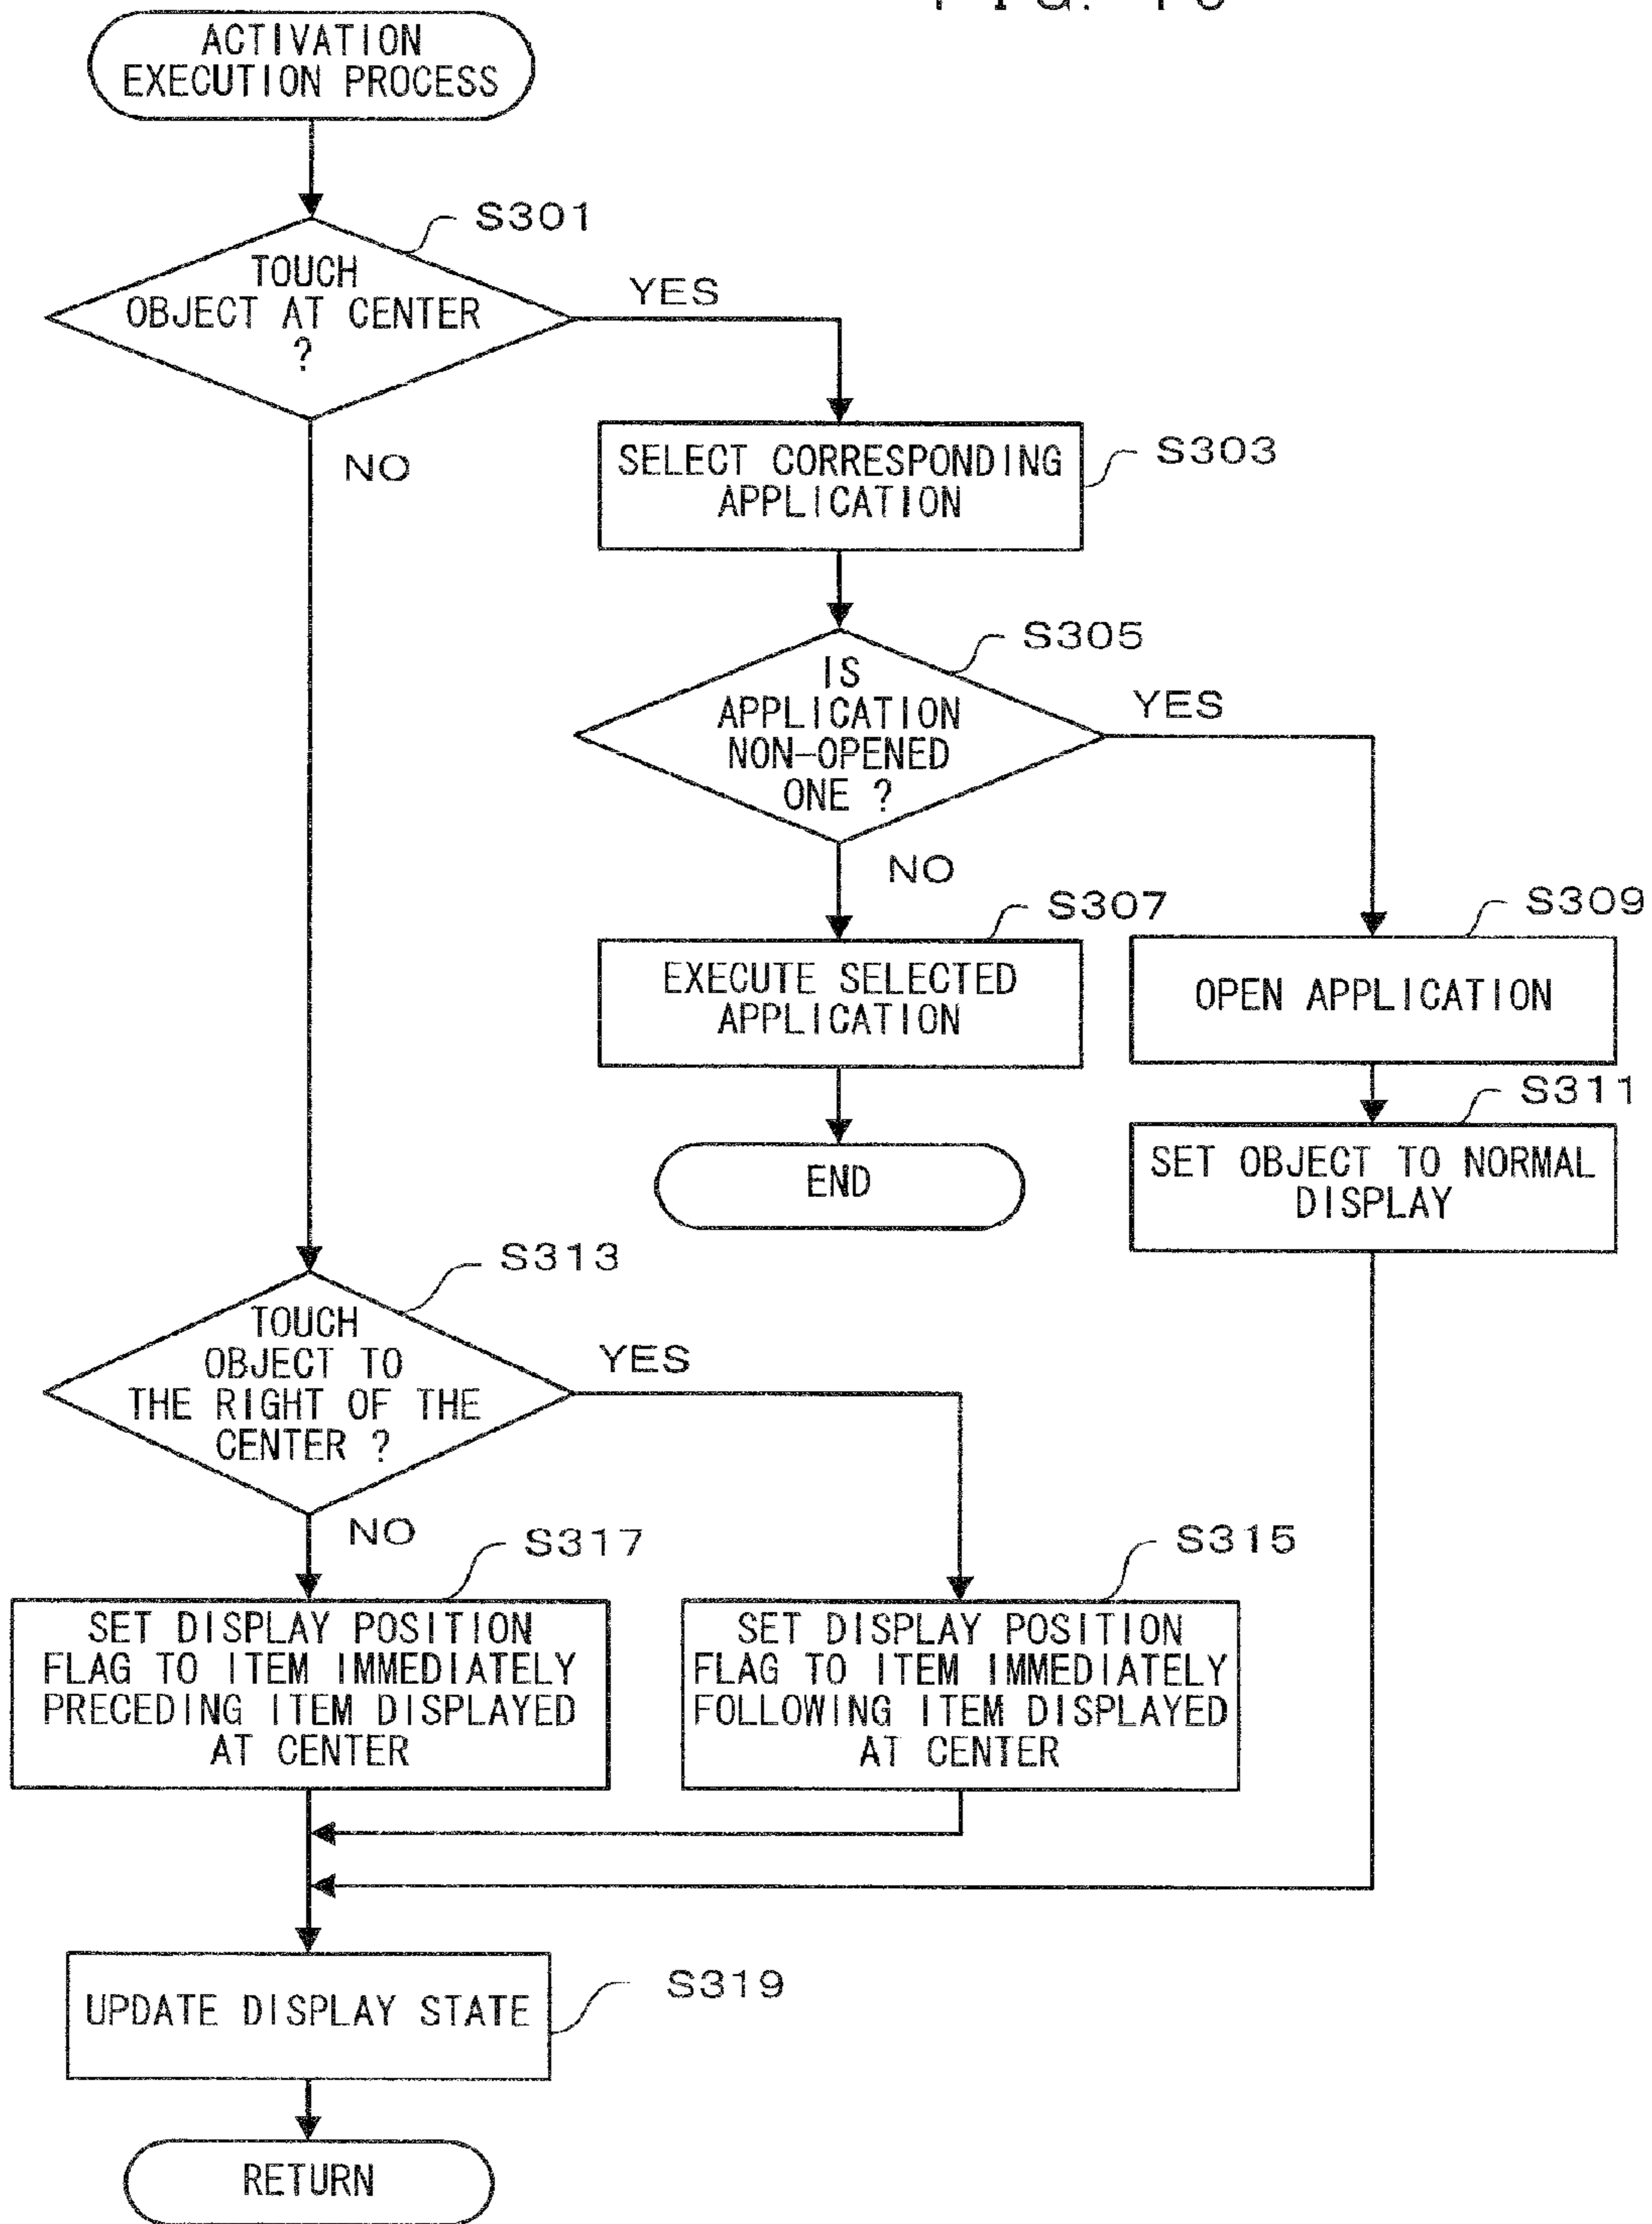 ACTIVATION
EXECUTION PROCESS
S301
TOUCH
OBJECT AT CENTER
?
YES
NO
SELECT CORRESPONDING
APPLICATION
S303
S305
IS
APPLICATION
NON-OPENED
ONE ?
YES
NO
S307
EXECUTE SELECTED
APPLICATION
S309
OPEN APPLICATION
END
S311
SET OBJECT TO NORMAL
DISPLAY
S313
TOUCH
OBJECT TO
THE RIGHT OF THE
CENTER ?
YES
NO
S317
SET DISPLAY POSITION
FLAG TO ITEM IMMEDIATELY
PRECEDING ITEM DISPLAYED
AT CENTER
S315
SET DISPLAY POSITION
FLAG TO ITEM IMMEDIATELY
FOLLOWING ITEM DISPLAYED
AT CENTER
UPDATE DISPLAY STATE
S319
RETURN